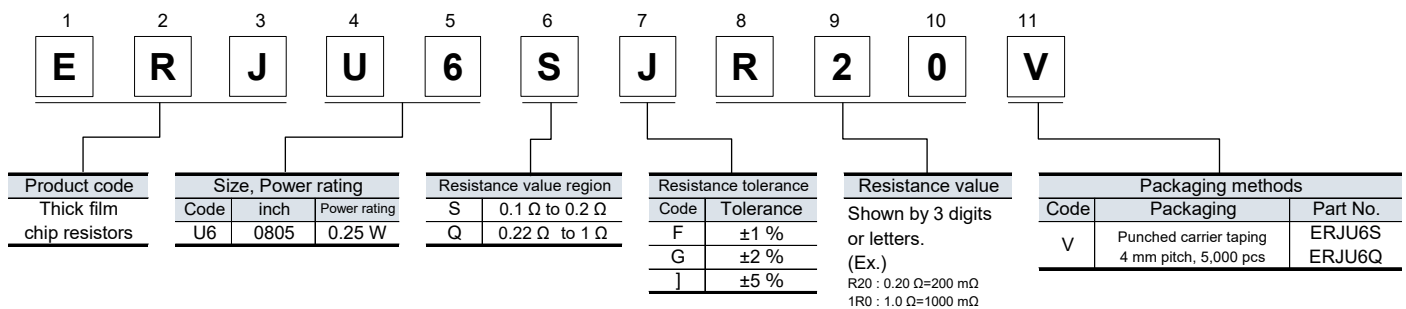 1 2 3 4 5 6 7 8 9 10 11
E R J U 6 S J R 2 0 V
Product code
Thick film
chip resistors
Size, Power rating
Code inch Power rating
U6 0805 0.25 W
Resistance value region
S 0.1 Ω to 0.2 Ω
Q 0.22 Ω to 1 Ω
Resistance tolerance
Code Tolerance
F ±1 %
G ±2 %
] ±5 %
Resistance value
Shown by 3 digits
or letters.
(Ex.)
R20 : 0.20 Ω=200 mΩ
1R0 : 1.0 Ω=1000 mΩ
Packaging methods
Code Packaging Part No.
V Punched carrier taping ERJU6S
4 mm pitch, 5,000 pcs ERJU6Q